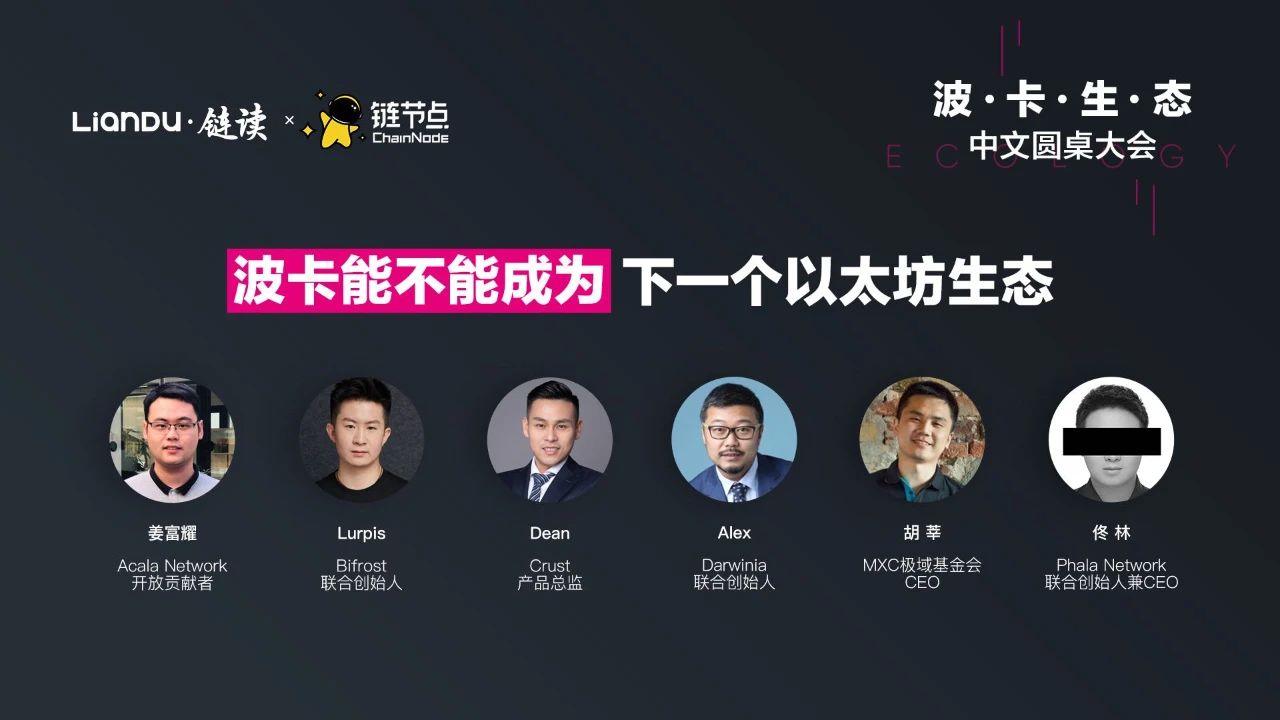 LIANDU·链读 × 链节点
ChainNode
波·卡·生·态
中文圆桌大会
ECOLOGY
波卡能不能成为 下一个以太坊生态
姜富耀
Acala Network
开放贡献者
Lurpis
Bifrost
联合创始人
Dean
Crust
产品总监
Alex
Darwinia
联合创始人
胡莘
MXC极域基金会
CEO
佟林
Phala Network
联合创始人兼CEO